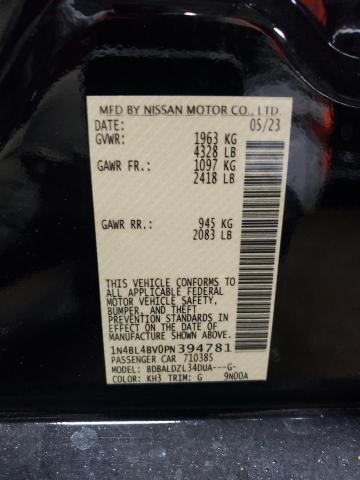 MFD BY NISSAN MOTOR CO., LTD.
DATE: 05/23
GVWR: 1963 KG
4328 LB
GAWR FR.: 1097 KG
2418 LB
GAWR RR.: 945 KG
2083 LB
THIS VEHICLE CONFORMS TO
ALL APPLICABLE FEDERAL
MOTOR VEHICLE SAFETY,
BUMPER, AND THEFT
PREVENTION STANDARDS IN
EFFECT ON THE DATE OF
MANUFACTURE SHOWN ABOVE.
1N4BL4BV0PN394781
PASSENGER CAR 710385
MODEL: BDBALDZL34DUA---G-
COLOR: KH3 TRIM: G 9N00A